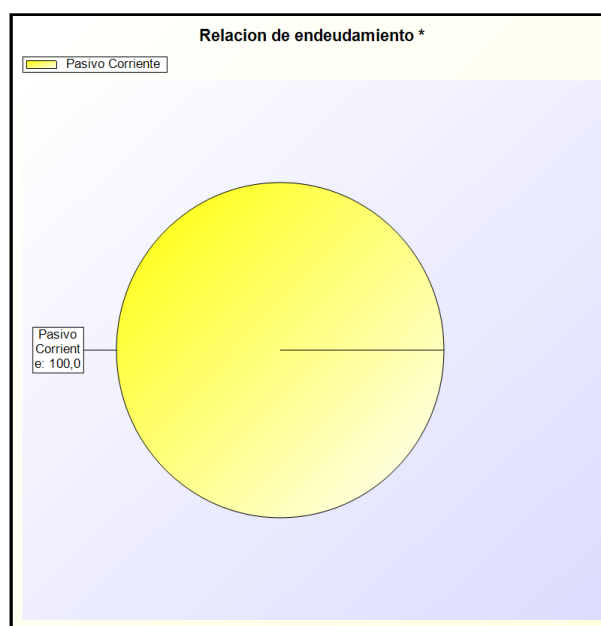 Relacion de endeudamiento *
Pasivo Corriente
Pasivo
Corrient
e: 100,0